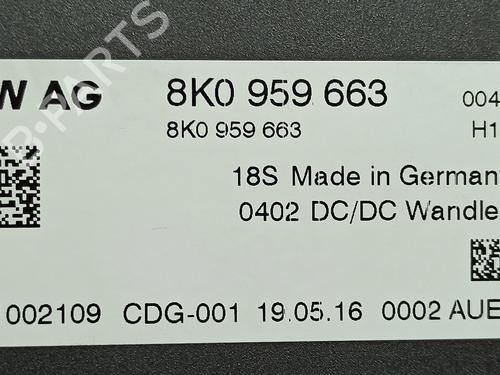 W AG 8K0 959 663 004
8K0 959 663 H1
18S Made in German
0402 DC/DC Wandle
002109 CDG-001 19.05.16 0002 AUE
B-PARTS